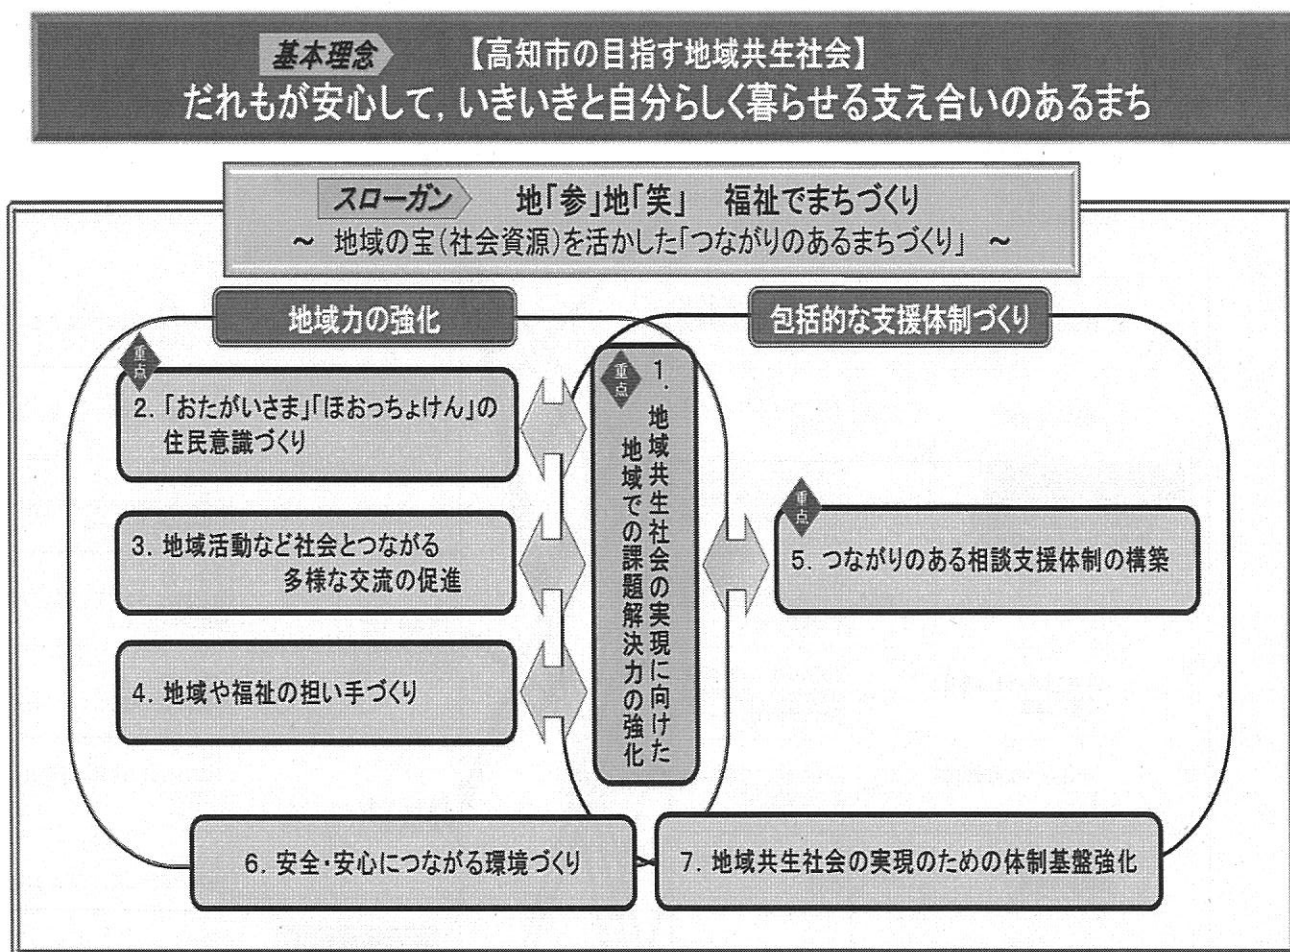 基本理念 【高知市の目指す地域共生社会】
だれもが安心して，いきいきと自分らしく暮らせる支え合いのあるまち
スローガン 地「参」地「笑」 福祉でまちづくり
～ 地域の宝(社会資源)を活かした「つながりのあるまちづくり」 ～
地域力の強化
包括的な支援体制づくり
重点
2．「おたがいさま」「ほおっちょけん」の
住民意識づくり
3．地域活動など社会とつながる
多様な交流の促進
4．地域や福祉の担い手づくり
重点
1．地域共生社会の実現に向けた
地域での課題解決力の強化
重点
5．つながりのある相談支援体制の構築
6．安全・安心につながる環境づくり
7．地域共生社会の実現のための体制基盤強化